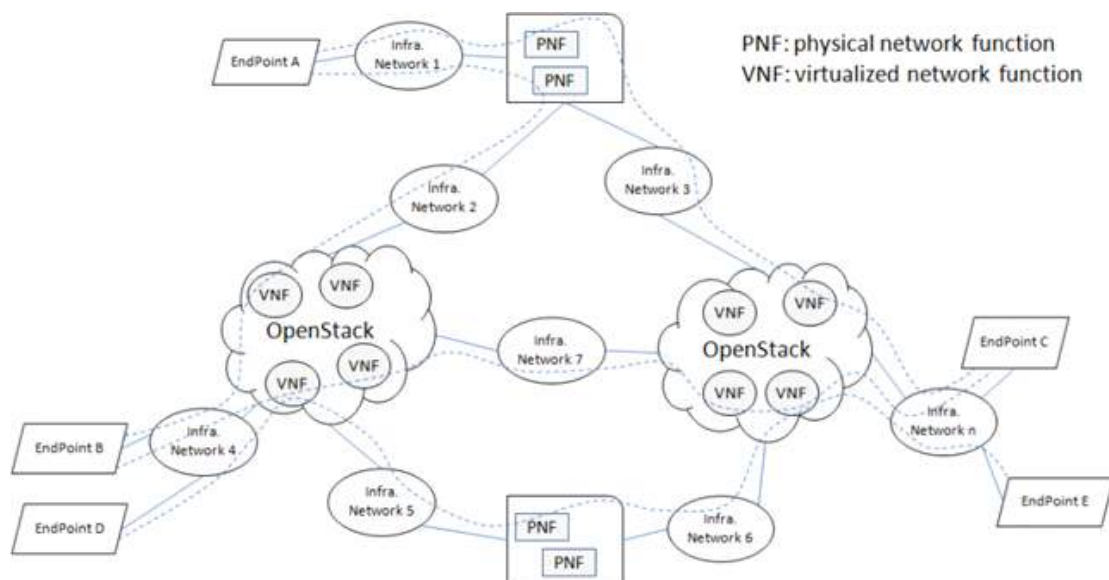 PNF
PNF: physical network function
VNF: virtualized network function
EndPoint A
Infra.
Network 1
PNF
Infra.
Network 2
Infra.
Network 3
VNF
VNF
OpenStack
VNF
VNF
VNF
VNF
OpenStack
VNF
VNF
Infra.
Network 7
EndPoint C
Infra.
Network n
EndPoint B
Infra.
Network 4
EndPoint D
Infra.
Network 5
PNF
PNF
Infra.
Network 6
EndPoint E